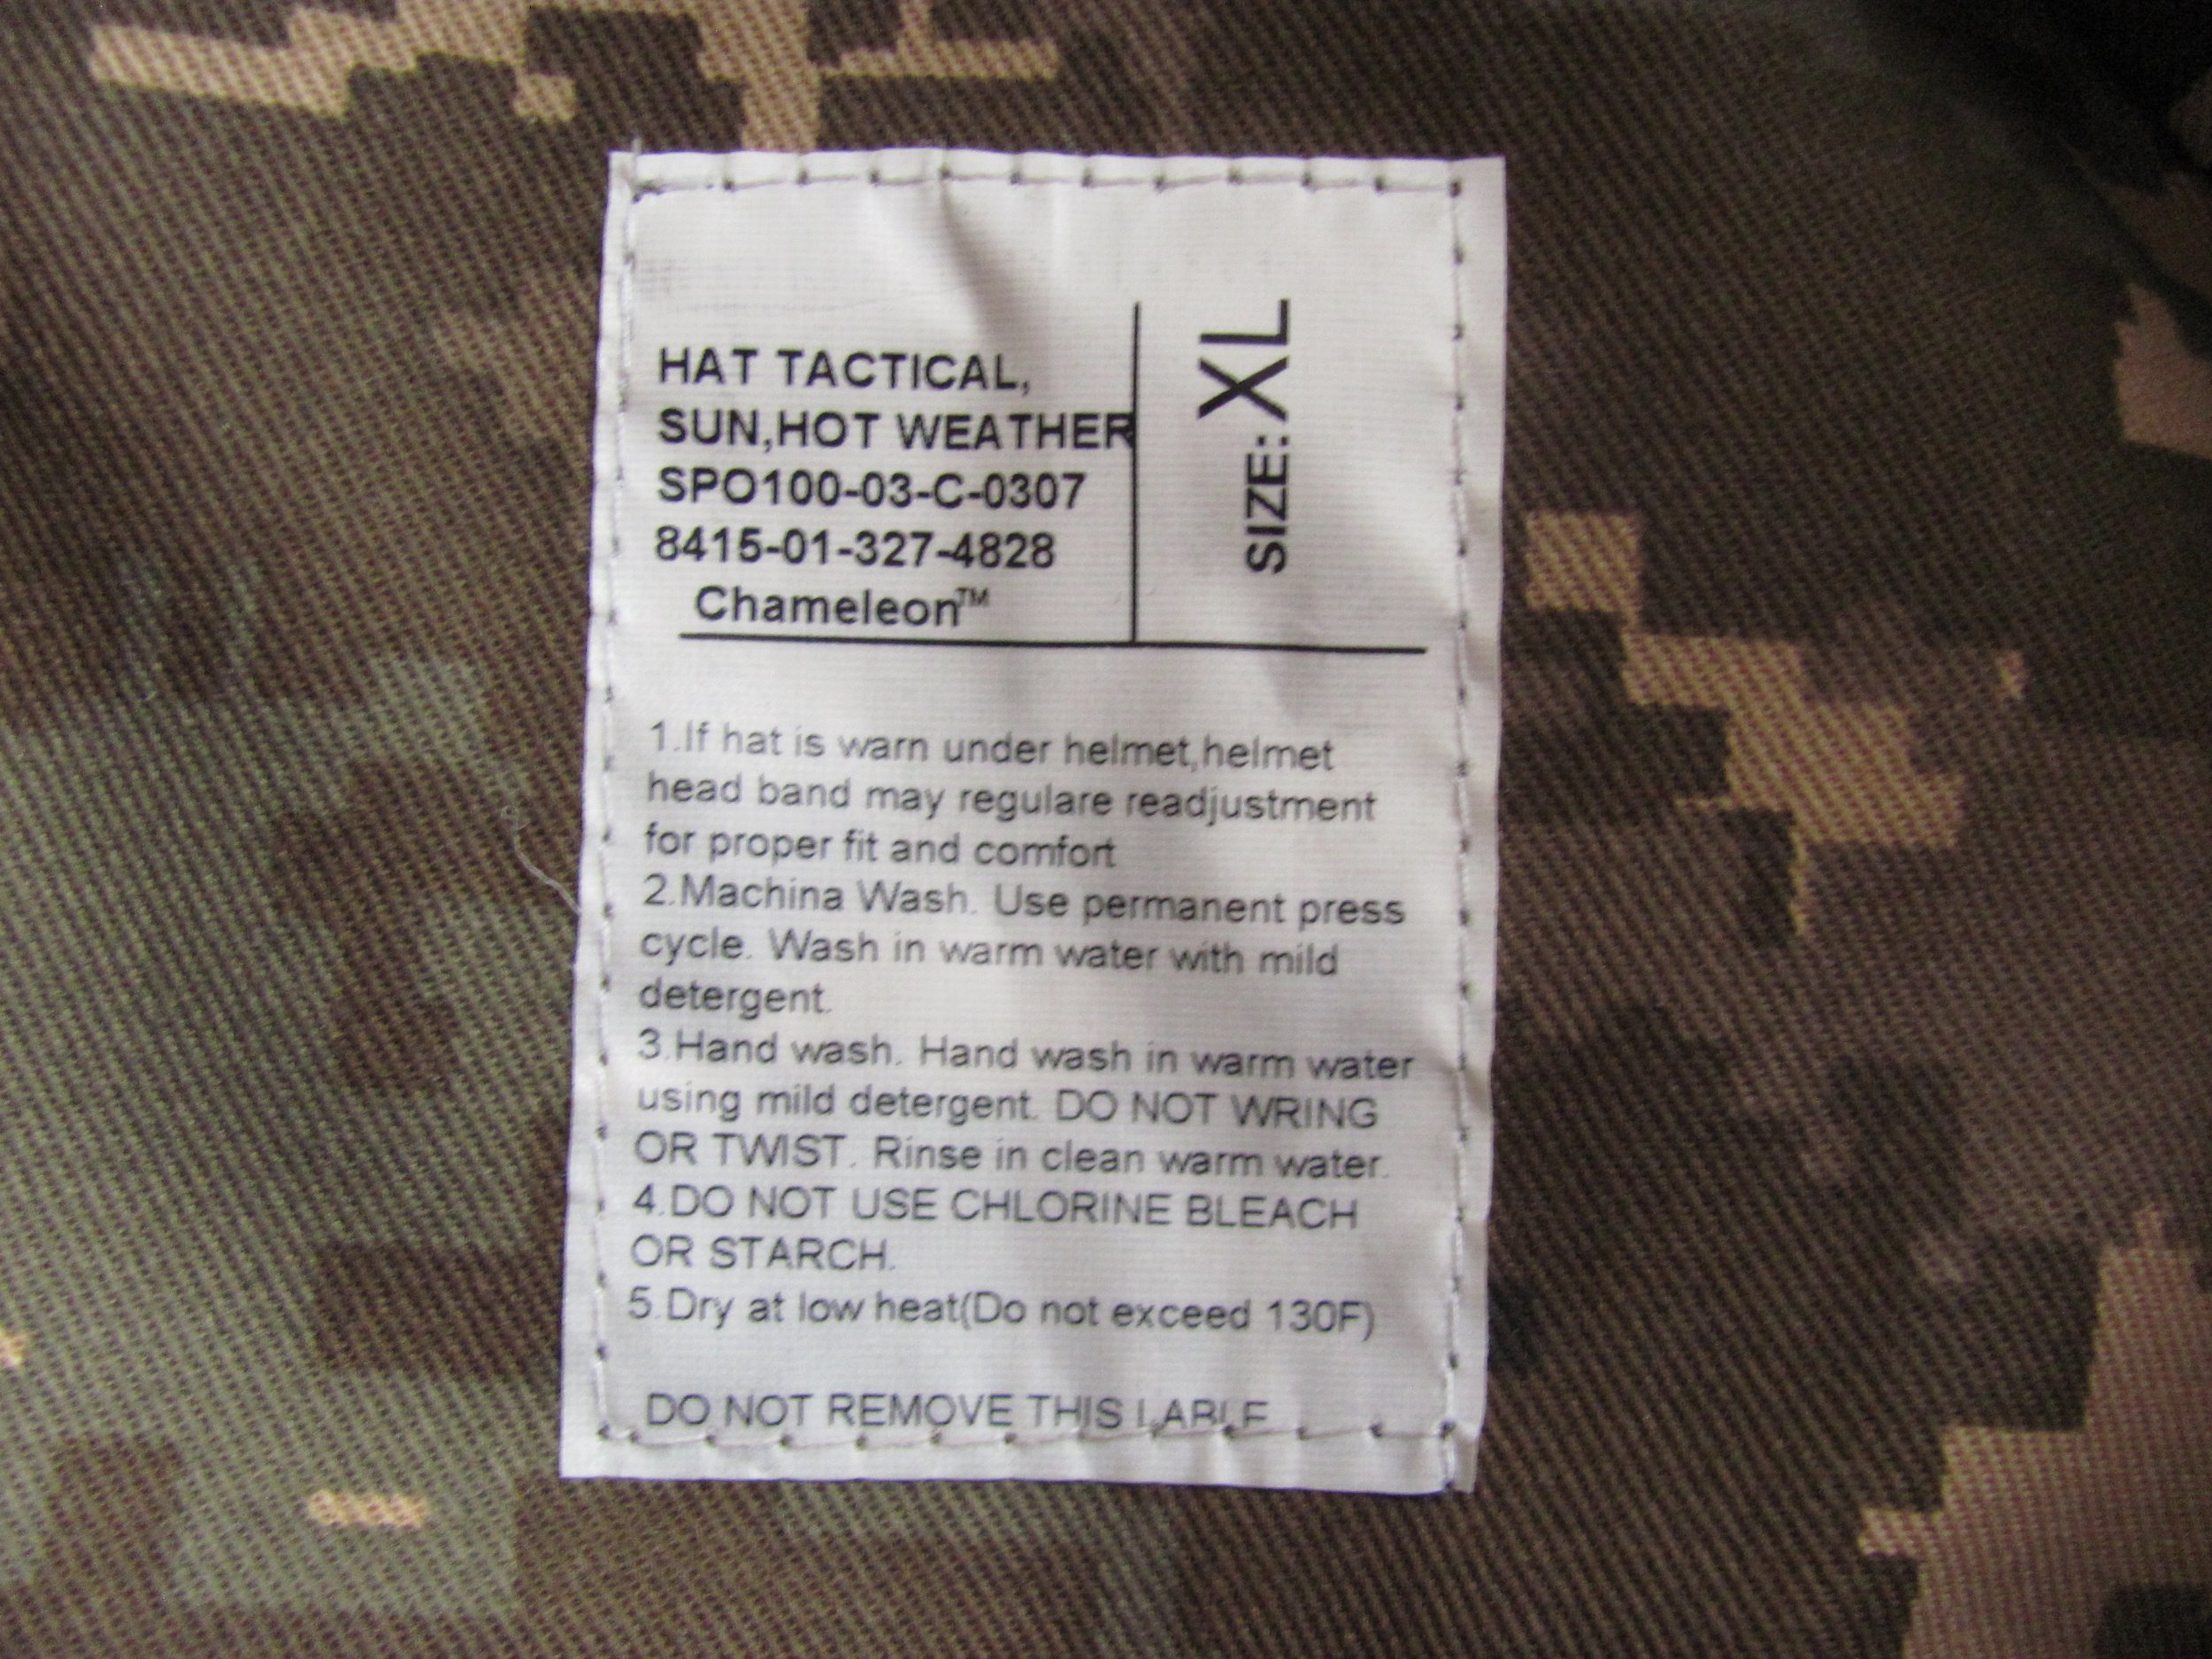 HAT TACTICAL,
SUN,HOT WEATHER
SPO100-03-C-0307
8415-01-327-4828
Chameleon™
SIZE: XL
1.If hat is warn under helmet,helmet
head band may regulare readjustment
for proper fit and comfort
2.Machina Wash. Use permanent press
cycle. Wash in warm water with mild
detergent.
3.Hand wash. Hand wash in warm water
using mild detergent. DO NOT WRING
OR TWIST. Rinse in clean warm water.
4.DO NOT USE CHLORINE BLEACH
OR STARCH.
5.Dry at low heat(Do not exceed 130F)
DO NOT REMOVE THIS LABLE